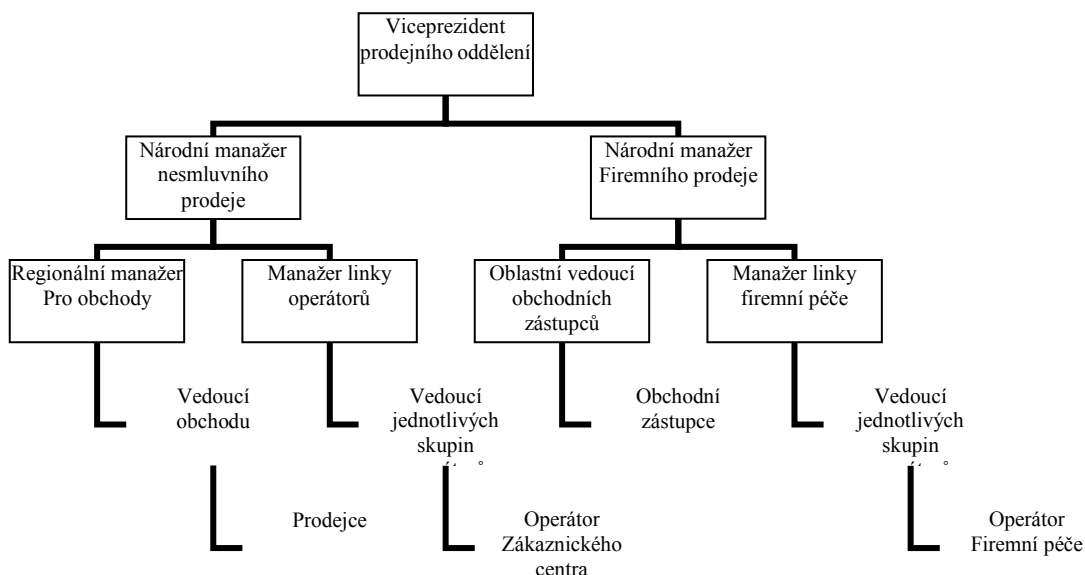 Viceprezident
prodejního oddělení
Národní manažer
nesmluvního
prodeje
Národní manažer
Firemního prodeje
Regionální manažer
Pro obchody
Manažer linky
operátorů
Oblastní vedoucí
obchodních
zástupců
Manažer linky
firemní péče
Vedoucí
obchodu
Vedoucí
jednotlivých
skupin
Obchodní
zástupce
Vedoucí
jednotlivých
skupin
Prodejce
Operátor
Zákaznického
centra
Operátor
Firemní péče